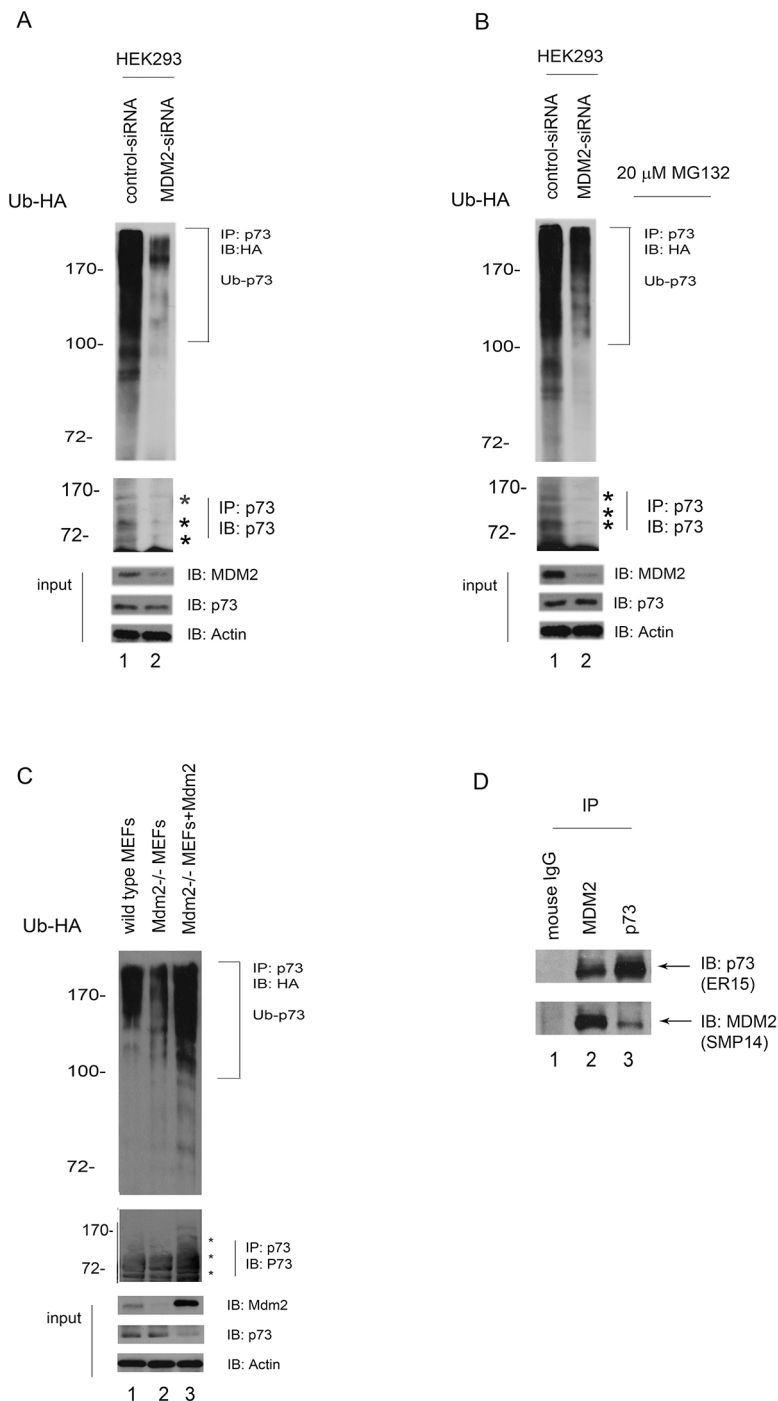 A
HEK293
control-siRNA
MDM2-siRNA
Ub-HA
170-
100-
72-
IP: p73
IB:HA
Ub-p73
170-
72-
*
*
*
IP: p73
IB: p73
input
IB: MDM2
IB: p73
IB: Actin
1 2
B
HEK293
control-siRNA
MDM2-siRNA
20 μM MG132
Ub-HA
170-
100-
72-
IP: p73
IB: HA
Ub-p73
170-
72-
*
*
*
IP: p73
IB: p73
input
IB: MDM2
IB: p73
IB: Actin
1 2
C
wild type MEFs
Mdm2-/- MEFs
Mdm2-/- MEFs+Mdm2
Ub-HA
170-
100-
72-
IP: p73
IB: HA
Ub-p73
170-
72-
*
*
*
IP: p73
IB: P73
input
IB: Mdm2
IB: p73
IB: Actin
1 2 3
D
IP
mouse IgG
MDM2
p73
IB: p73
(ER15)
IB: MDM2
(SMP14)
1 2 3